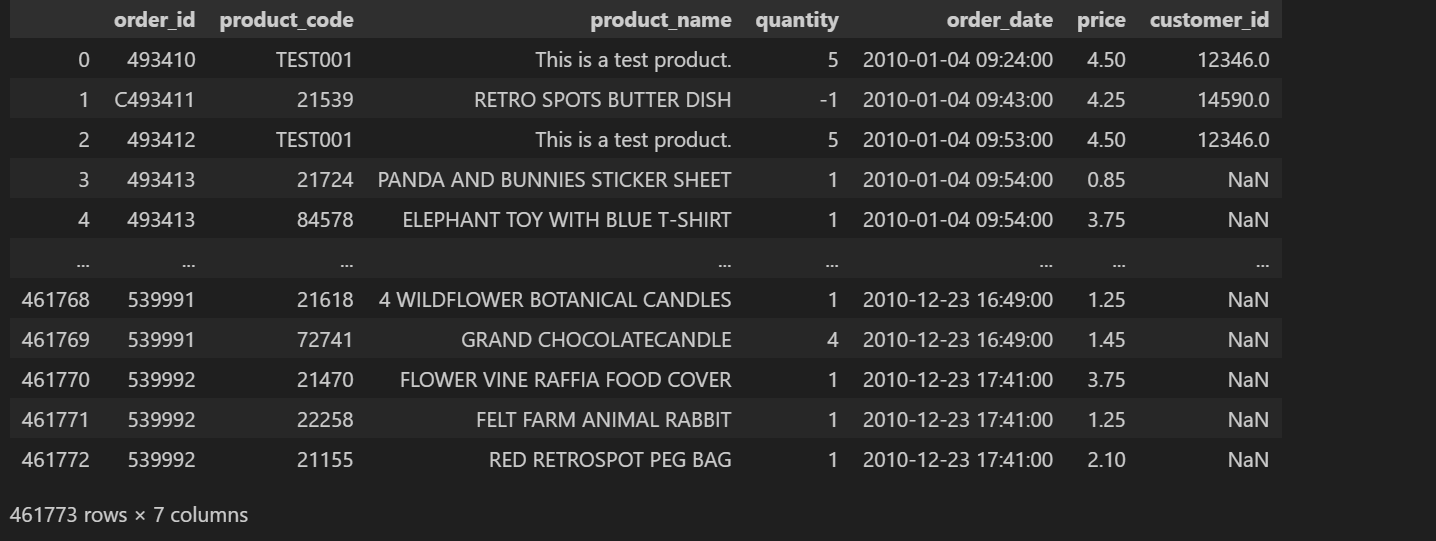 order_id product_code product_name quantity order_date price customer_id
0 493410 TEST001 This is a test product. 5 2010-01-04 09:24:00 4.50 12346.0
1 C493411 21539 RETRO SPOTS BUTTER DISH -1 2010-01-04 09:43:00 4.25 14590.0
2 493412 TEST001 This is a test product. 5 2010-01-04 09:53:00 4.50 12346.0
3 493413 21724 PANDA AND BUNNIES STICKER SHEET 1 2010-01-04 09:54:00 0.85 NaN
4 493413 84578 ELEPHANT TOY WITH BLUE T-SHIRT 1 2010-01-04 09:54:00 3.75 NaN
... ... ... ... ... ... ... ...
461768 539991 21618 4 WILDFLOWER BOTANICAL CANDLES 1 2010-12-23 16:49:00 1.25 NaN
461769 539991 72741 GRAND CHOCOLATECANDLE 4 2010-12-23 16:49:00 1.45 NaN
461770 539992 21470 FLOWER VINE RAFFIA FOOD COVER 1 2010-12-23 17:41:00 3.75 NaN
461771 539992 22258 FELT FARM ANIMAL RABBIT 1 2010-12-23 17:41:00 1.25 NaN
461772 539992 21155 RED RETROSPOT PEG BAG 1 2010-12-23 17:41:00 2.10 NaN
461773 rows × 7 columns